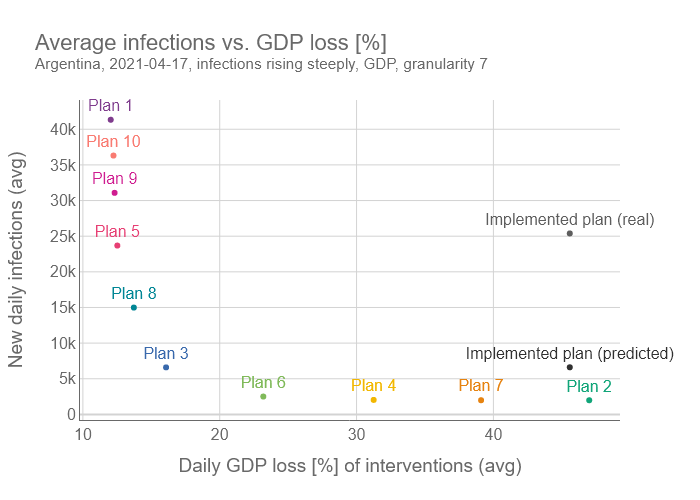 Average infections vs. GDP loss [%]
Argentina, 2021-04-17, infections rising steeply, GDP, granularity 7
Plan 1
40k
Plan 10
35k
Plan 9
30k
Implemented plan (real)
Plan 5
25k
20k
Plan 8
15k
10k
Plan 3
Implemented plan (predicted)
5k
Plan 6
Plan 4
Plan 7
Plan 2
0
10 20 30 40
New daily infections (avg)
Daily GDP loss [%] of interventions (avg)